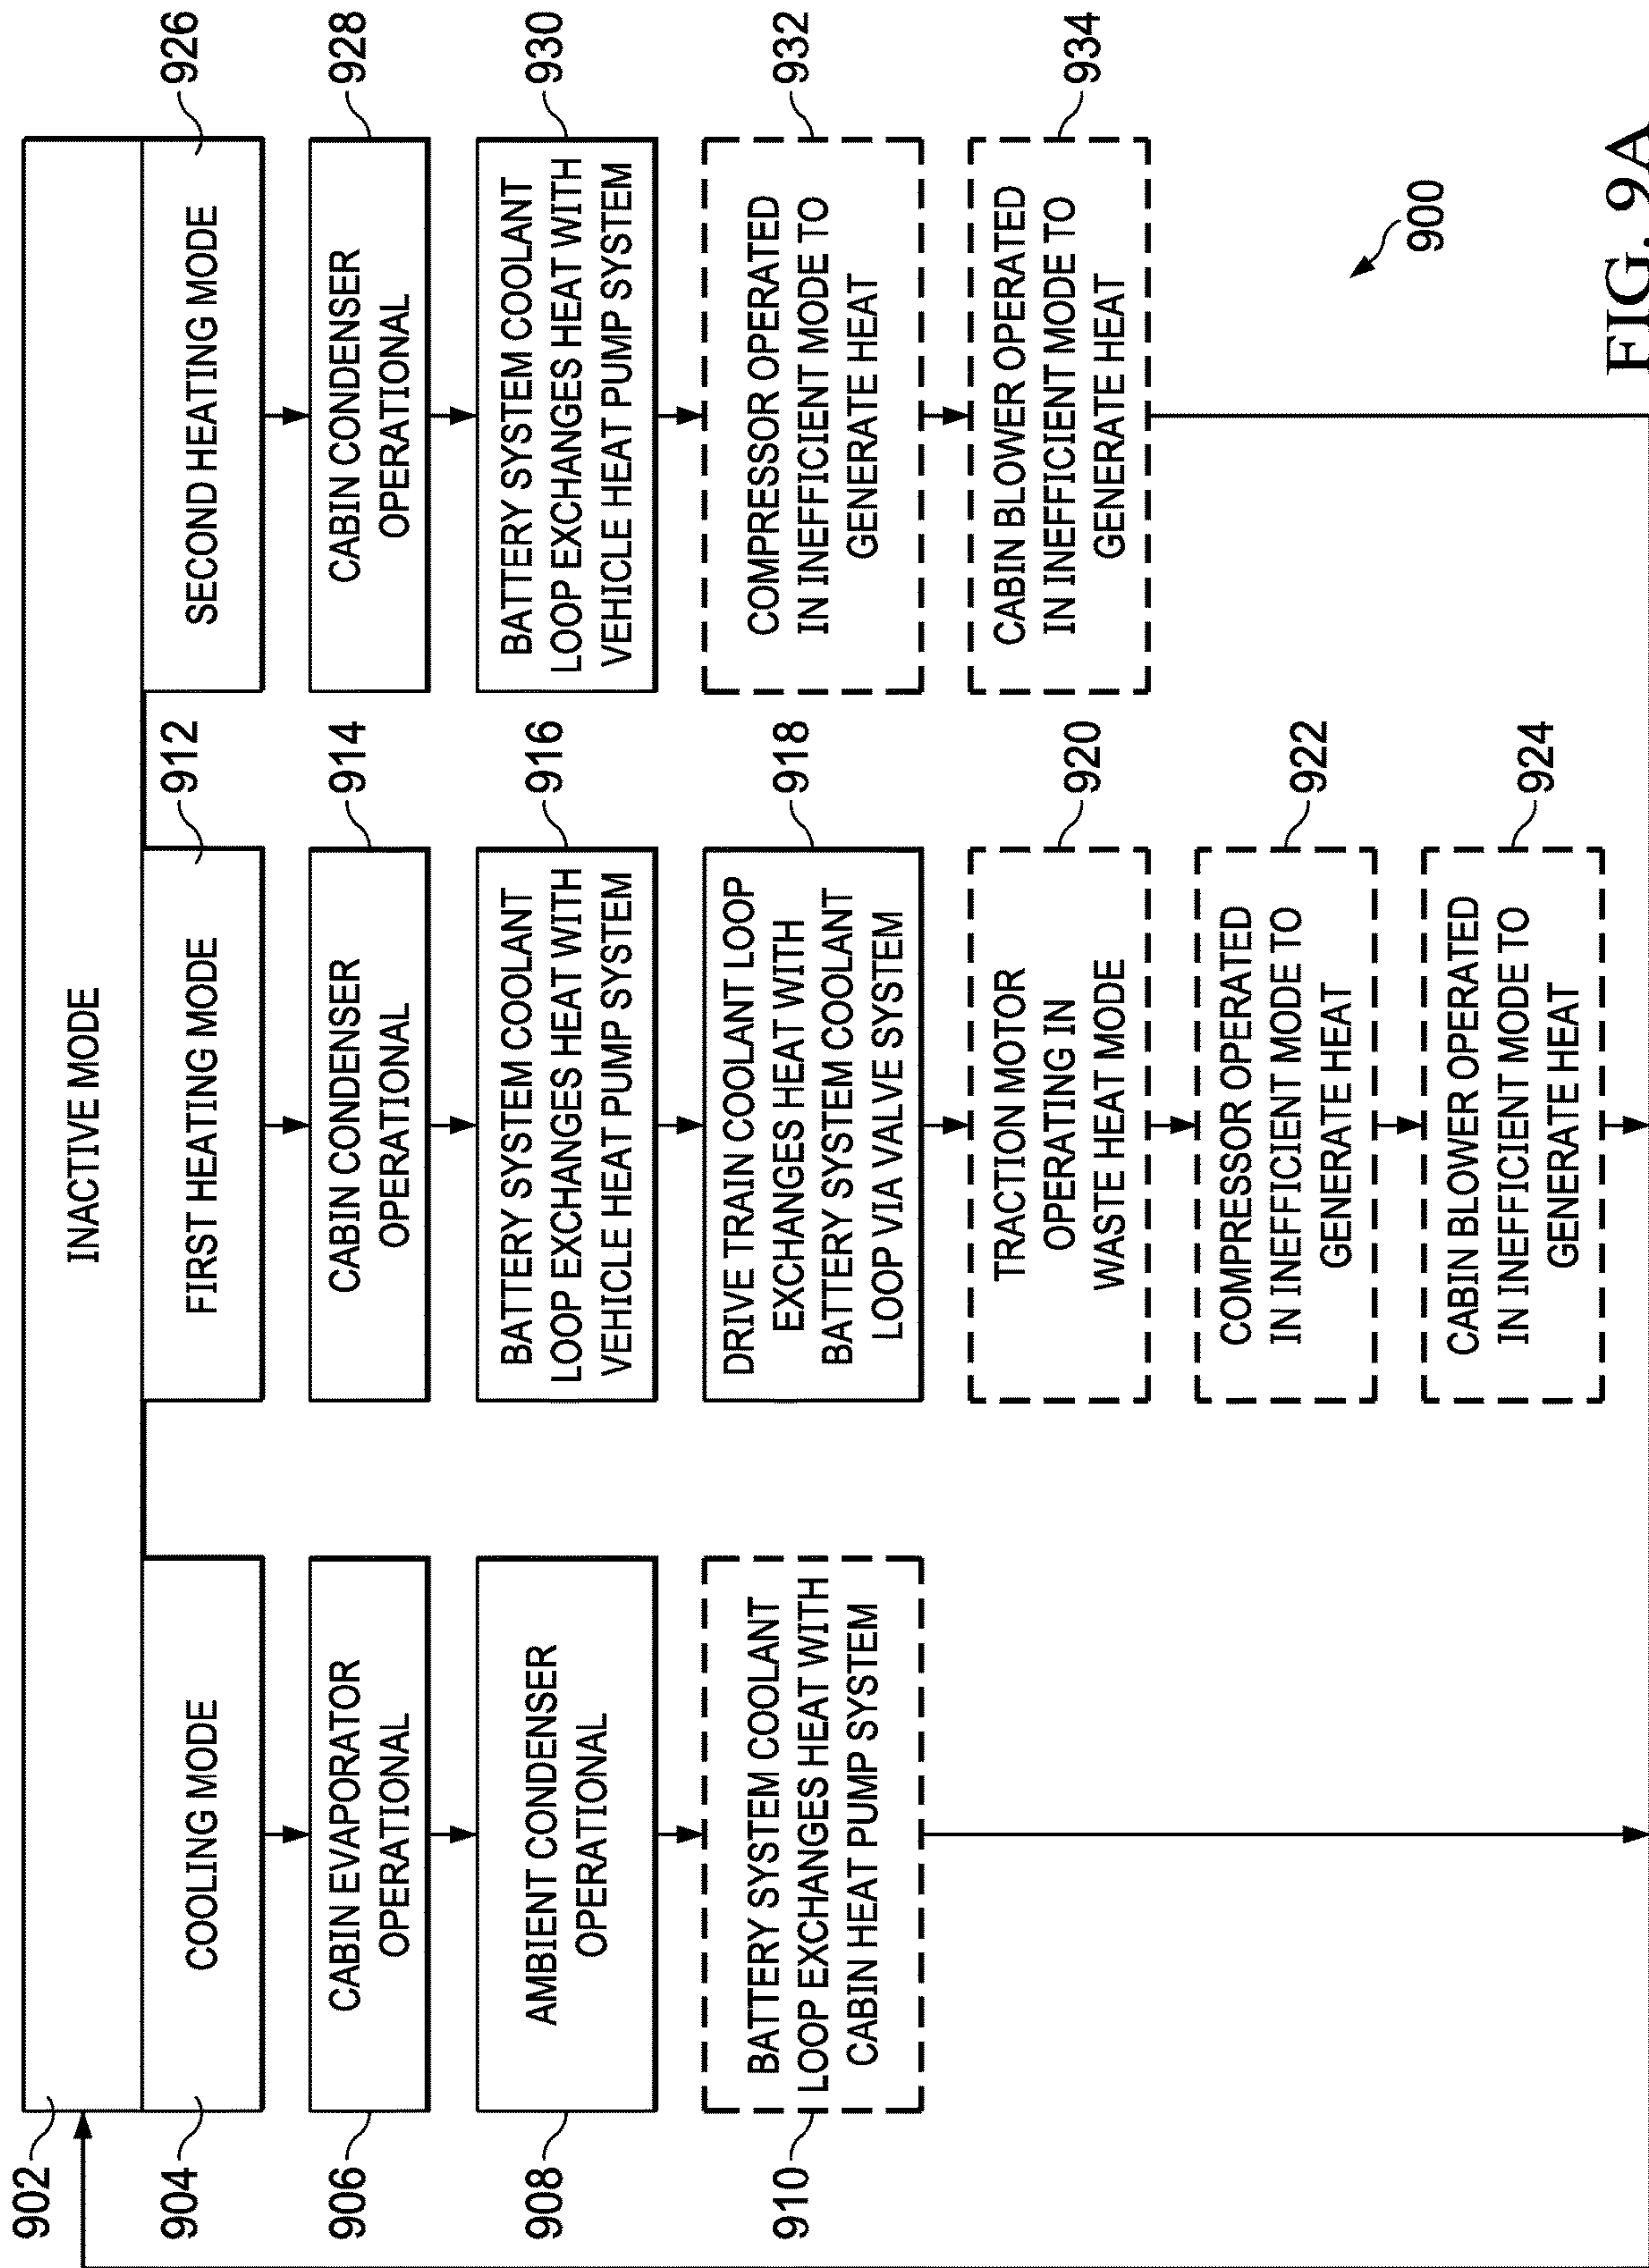 902
INACTIVE MODE
904
COOLING MODE
906
CABIN EVAPORATOR
OPERATIONAL
908
AMBIENT CONDENSER
OPERATIONAL
910
BATTERY SYSTEM COOLANT
LOOP EXCHANGES HEAT WITH
CABIN HEAT PUMP SYSTEM
912
FIRST HEATING MODE
914
CABIN CONDENSER
OPERATIONAL
916
BATTERY SYSTEM COOLANT
LOOP EXCHANGES HEAT WITH
VEHICLE HEAT PUMP SYSTEM
918
DRIVE TRAIN COOLANT LOOP
EXCHANGES HEAT WITH
BATTERY SYSTEM COOLANT
LOOP VIA VALVE SYSTEM
920
TRACTION MOTOR
OPERATING IN
WASTE HEAT MODE
922
COMPRESSOR OPERATED
IN INEFFICIENT MODE TO
GENERATE HEAT
924
CABIN BLOWER OPERATED
IN INEFFICIENT MODE TO
GENERATE HEAT
926
SECOND HEATING MODE
928
CABIN CONDENSER
OPERATIONAL
930
BATTERY SYSTEM COOLANT
LOOP EXCHANGES HEAT WITH
VEHICLE HEAT PUMP SYSTEM
932
COMPRESSOR OPERATED
IN INEFFICIENT MODE TO
GENERATE HEAT
934
CABIN BLOWER OPERATED
IN INEFFICIENT MODE TO
GENERATE HEAT
900
FIG. 9A